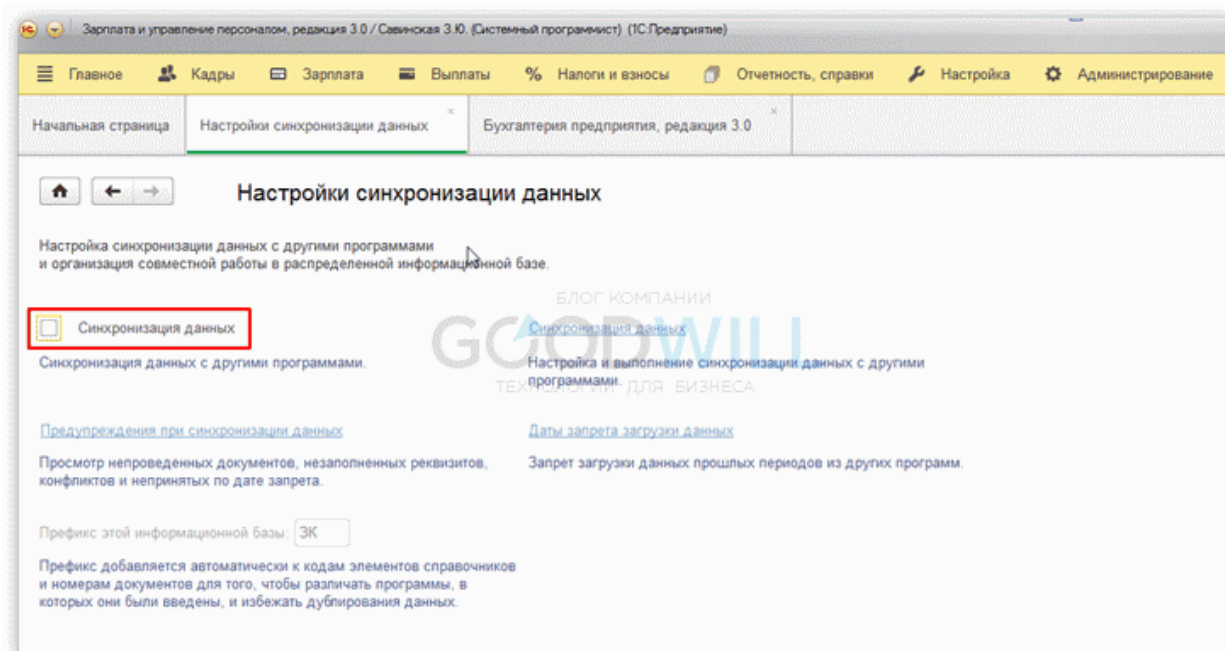 Зарплата и управление персоналом, редакция 3.0 / Савинская З.Ю. (Системный программист) (1С:Предприятие)
Главное Кадры Зарплата Выплаты % Налоги и взносы Отчетность, справки Настройка Администрирование
Начальная страница Настройки синхронизации данных × Бухгалтерия предприятия, редакция 3.0 ×
Настройки синхронизации данных
Настройка синхронизации данных с другими программами
и организация совместной работы в распределенной информационной базе.
БЛОГ КОМПАНИИ
GOODWILL
ТЕХНОЛОГИИ ДЛЯ БИЗНЕСА
Синхронизация данных
Синхронизация данных с другими программами.
Синхронизация данных
Настройка и выполнение синхронизации данных с другими
программами.
Предупреждения при синхронизации данных
Просмотр непроведенных документов, незаполненных реквизитов,
конфликтов и непринятых по дате запрета.
Даты запрета загрузки данных
Запрет загрузки данных прошлых периодов из других программ.
Префикс этой информационной базы: ЗК
Префикс добавляется автоматически к кодам элементов справочников
и номерам документов для того, чтобы различать программы, в
которых они были введены, и избежать дублирования данных.